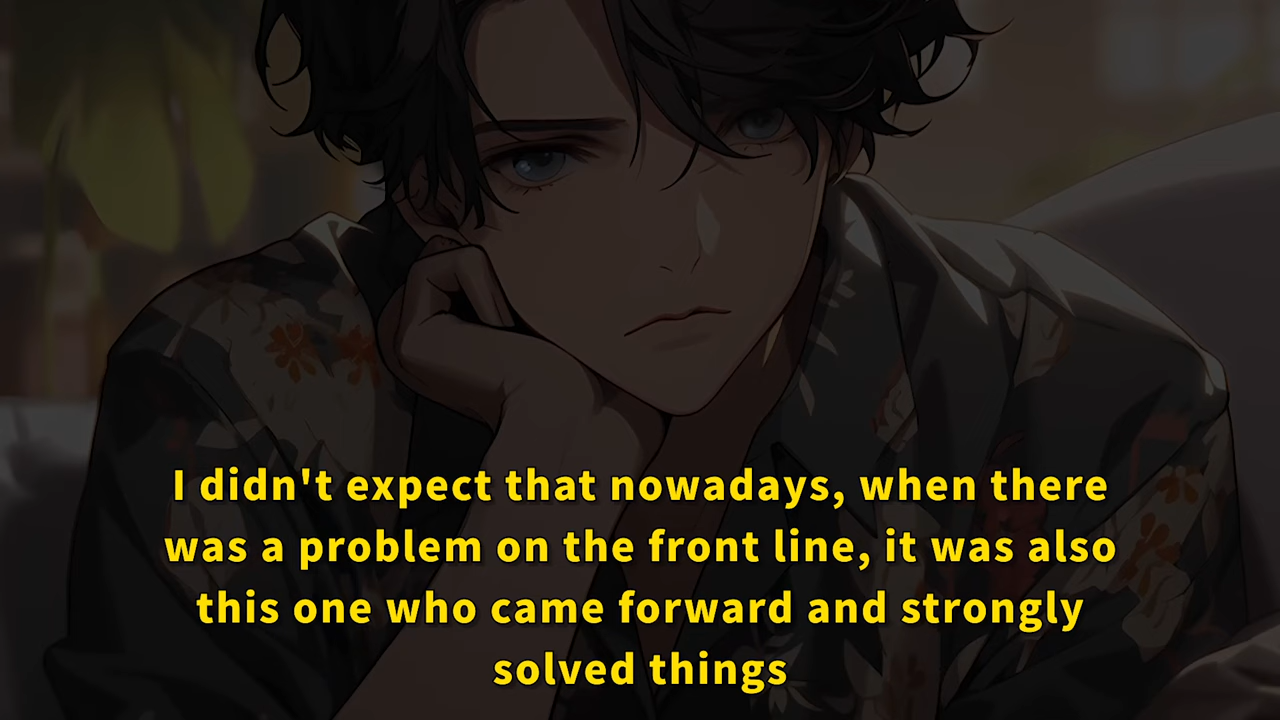 I didn't expect that nowadays, when there
was a problem on the front line, it was also
this one who came forward and strongly
solved things